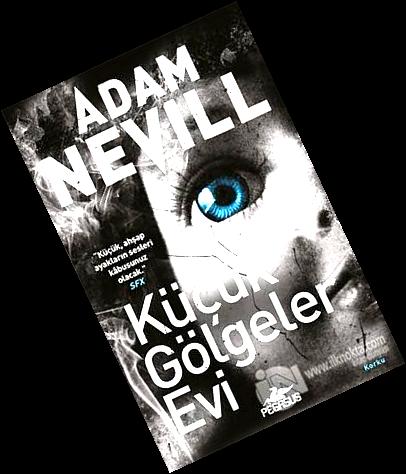 ADAM
NEVILL
"Küçük, ahşap
ayakların sesleri
kâbusunuz
olacak."
SFX
Küçük
Gölgeler
Evi
www.ilknokta.com
PEGASUS
Korku